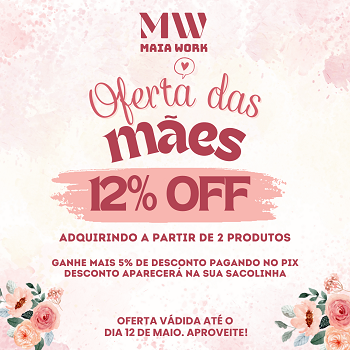 MW
MAIA WORK
Oferta das
mães
12% OFF
ADQUIRINDO A PARTIR DE 2 PRODUTOS
GANHE MAIS 5% DE DESCONTO PAGANDO NO PIX
DESCONTO APARECERÁ NA SUA SACOLINHA
OFERTA VÁDIDA ATÉ O
DIA 12 DE MAIO. APROVEITE!